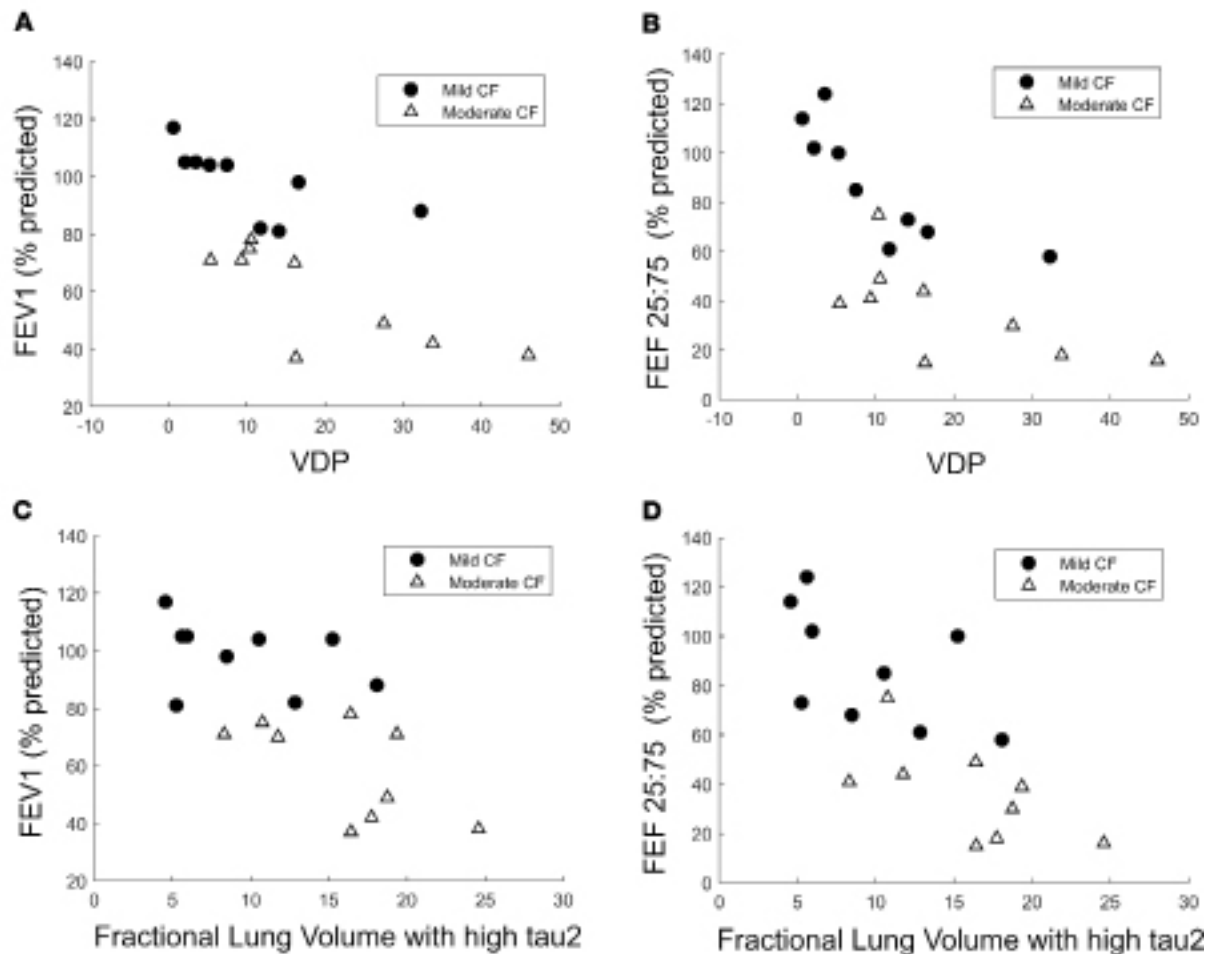 A
FEV1 (% predicted)
140
120
100
80
60
40
20
-10
0
10
20
30
40
50
VDP
Mild CF
Moderate CF
B
FEF 25:75 (% predicted)
140
120
100
80
60
40
20
0
-10
0
10
20
30
40
50
VDP
Mild CF
Moderate CF
C
FEV1 (% predicted)
140
120
100
80
60
40
20
0
5
10
15
20
25
30
Fractional Lung Volume with high tau2
Mild CF
Moderate CF
D
FEF 25:75 (% predicted)
140
120
100
80
60
40
20
0
0
5
10
15
20
25
30
Fractional Lung Volume with high tau2
Mild CF
Moderate CF